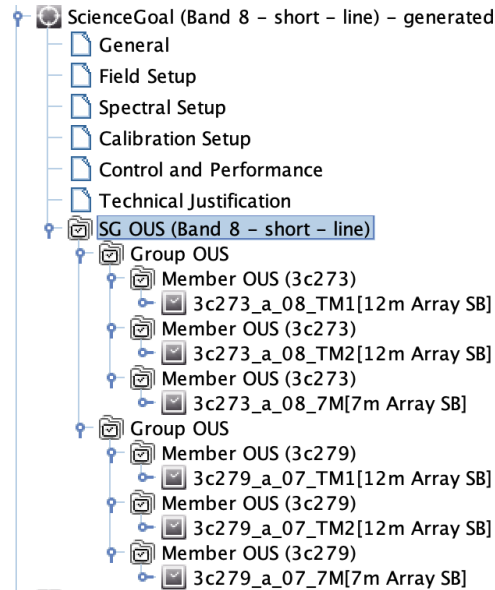 ScienceGoal (Band 8 – short – line) – generated
General
Field Setup
Spectral Setup
Calibration Setup
Control and Performance
Technical Justification
SG OUS (Band 8 – short – line)
Group OUS
Member OUS (3c273)
3c273_a_08_TM1[12m Array SB]
Member OUS (3c273)
3c273_a_08_TM2[12m Array SB]
Member OUS (3c273)
3c273_a_08_7M[7m Array SB]
Group OUS
Member OUS (3c279)
3c279_a_07_TM1[12m Array SB]
Member OUS (3c279)
3c279_a_07_TM2[12m Array SB]
Member OUS (3c279)
3c279_a_07_7M[7m Array SB]